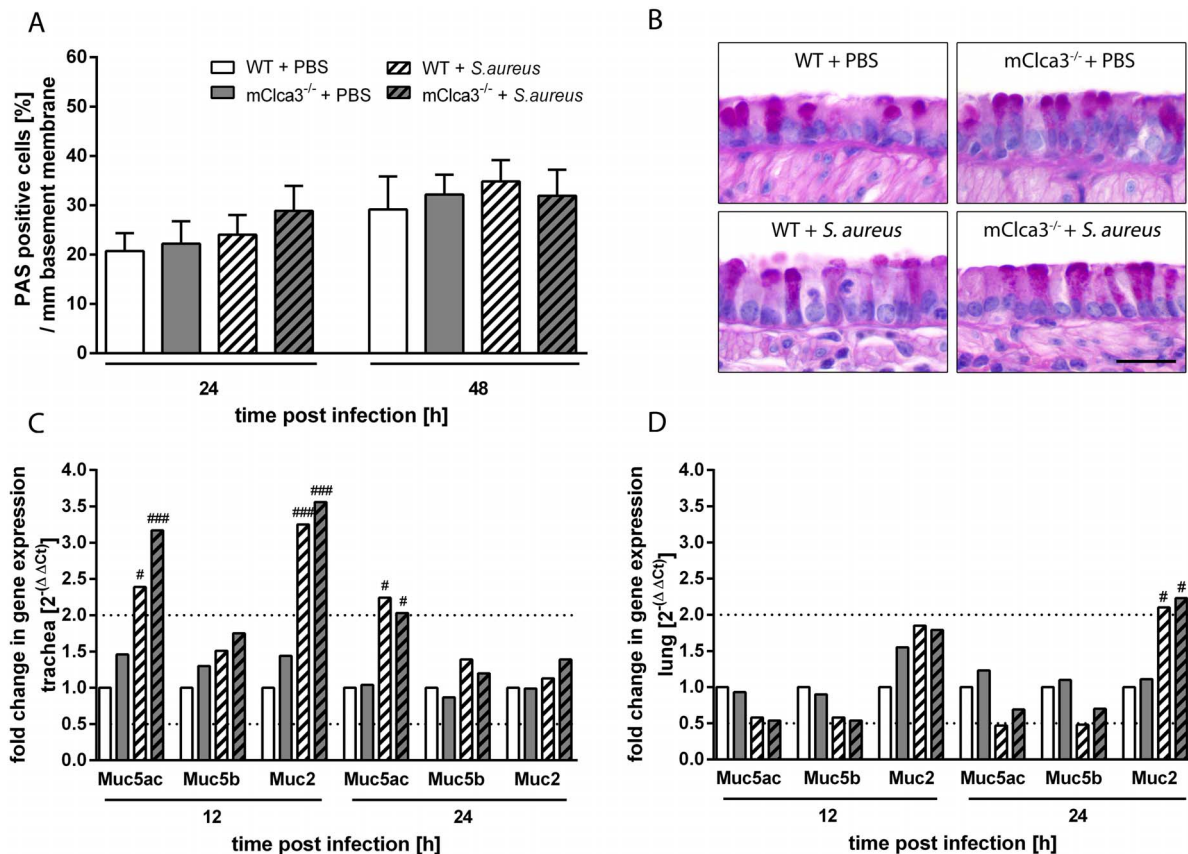 A
60
50
40
30
20
10
0
PAS positive cells [%]
/ mm basement membrane
WT + PBS
mClca3-/- + PBS
WT + S.aureus
mClca3-/- + S.aureus
24
48
time post infection [h]
B
WT + PBS
mClca3-/- + PBS
WT + S. aureus
mClca3-/- + S. aureus
C
fold change in gene expression
trachea [2-(Δ ΔCt)]
4.0
3.5
3.0
2.5
2.0
1.5
1.0
0.5
0.0
#
###
###
###
#
#
Muc5ac
Muc5b
Muc2
Muc5ac
Muc5b
Muc2
12
24
time post infection [h]
D
fold change in gene expression
lung [2-(Δ ΔCt)]
4.0
3.5
3.0
2.5
2.0
1.5
1.0
0.5
0.0
#
#
Muc5ac
Muc5b
Muc2
Muc5ac
Muc5b
Muc2
12
24
time post infection [h]